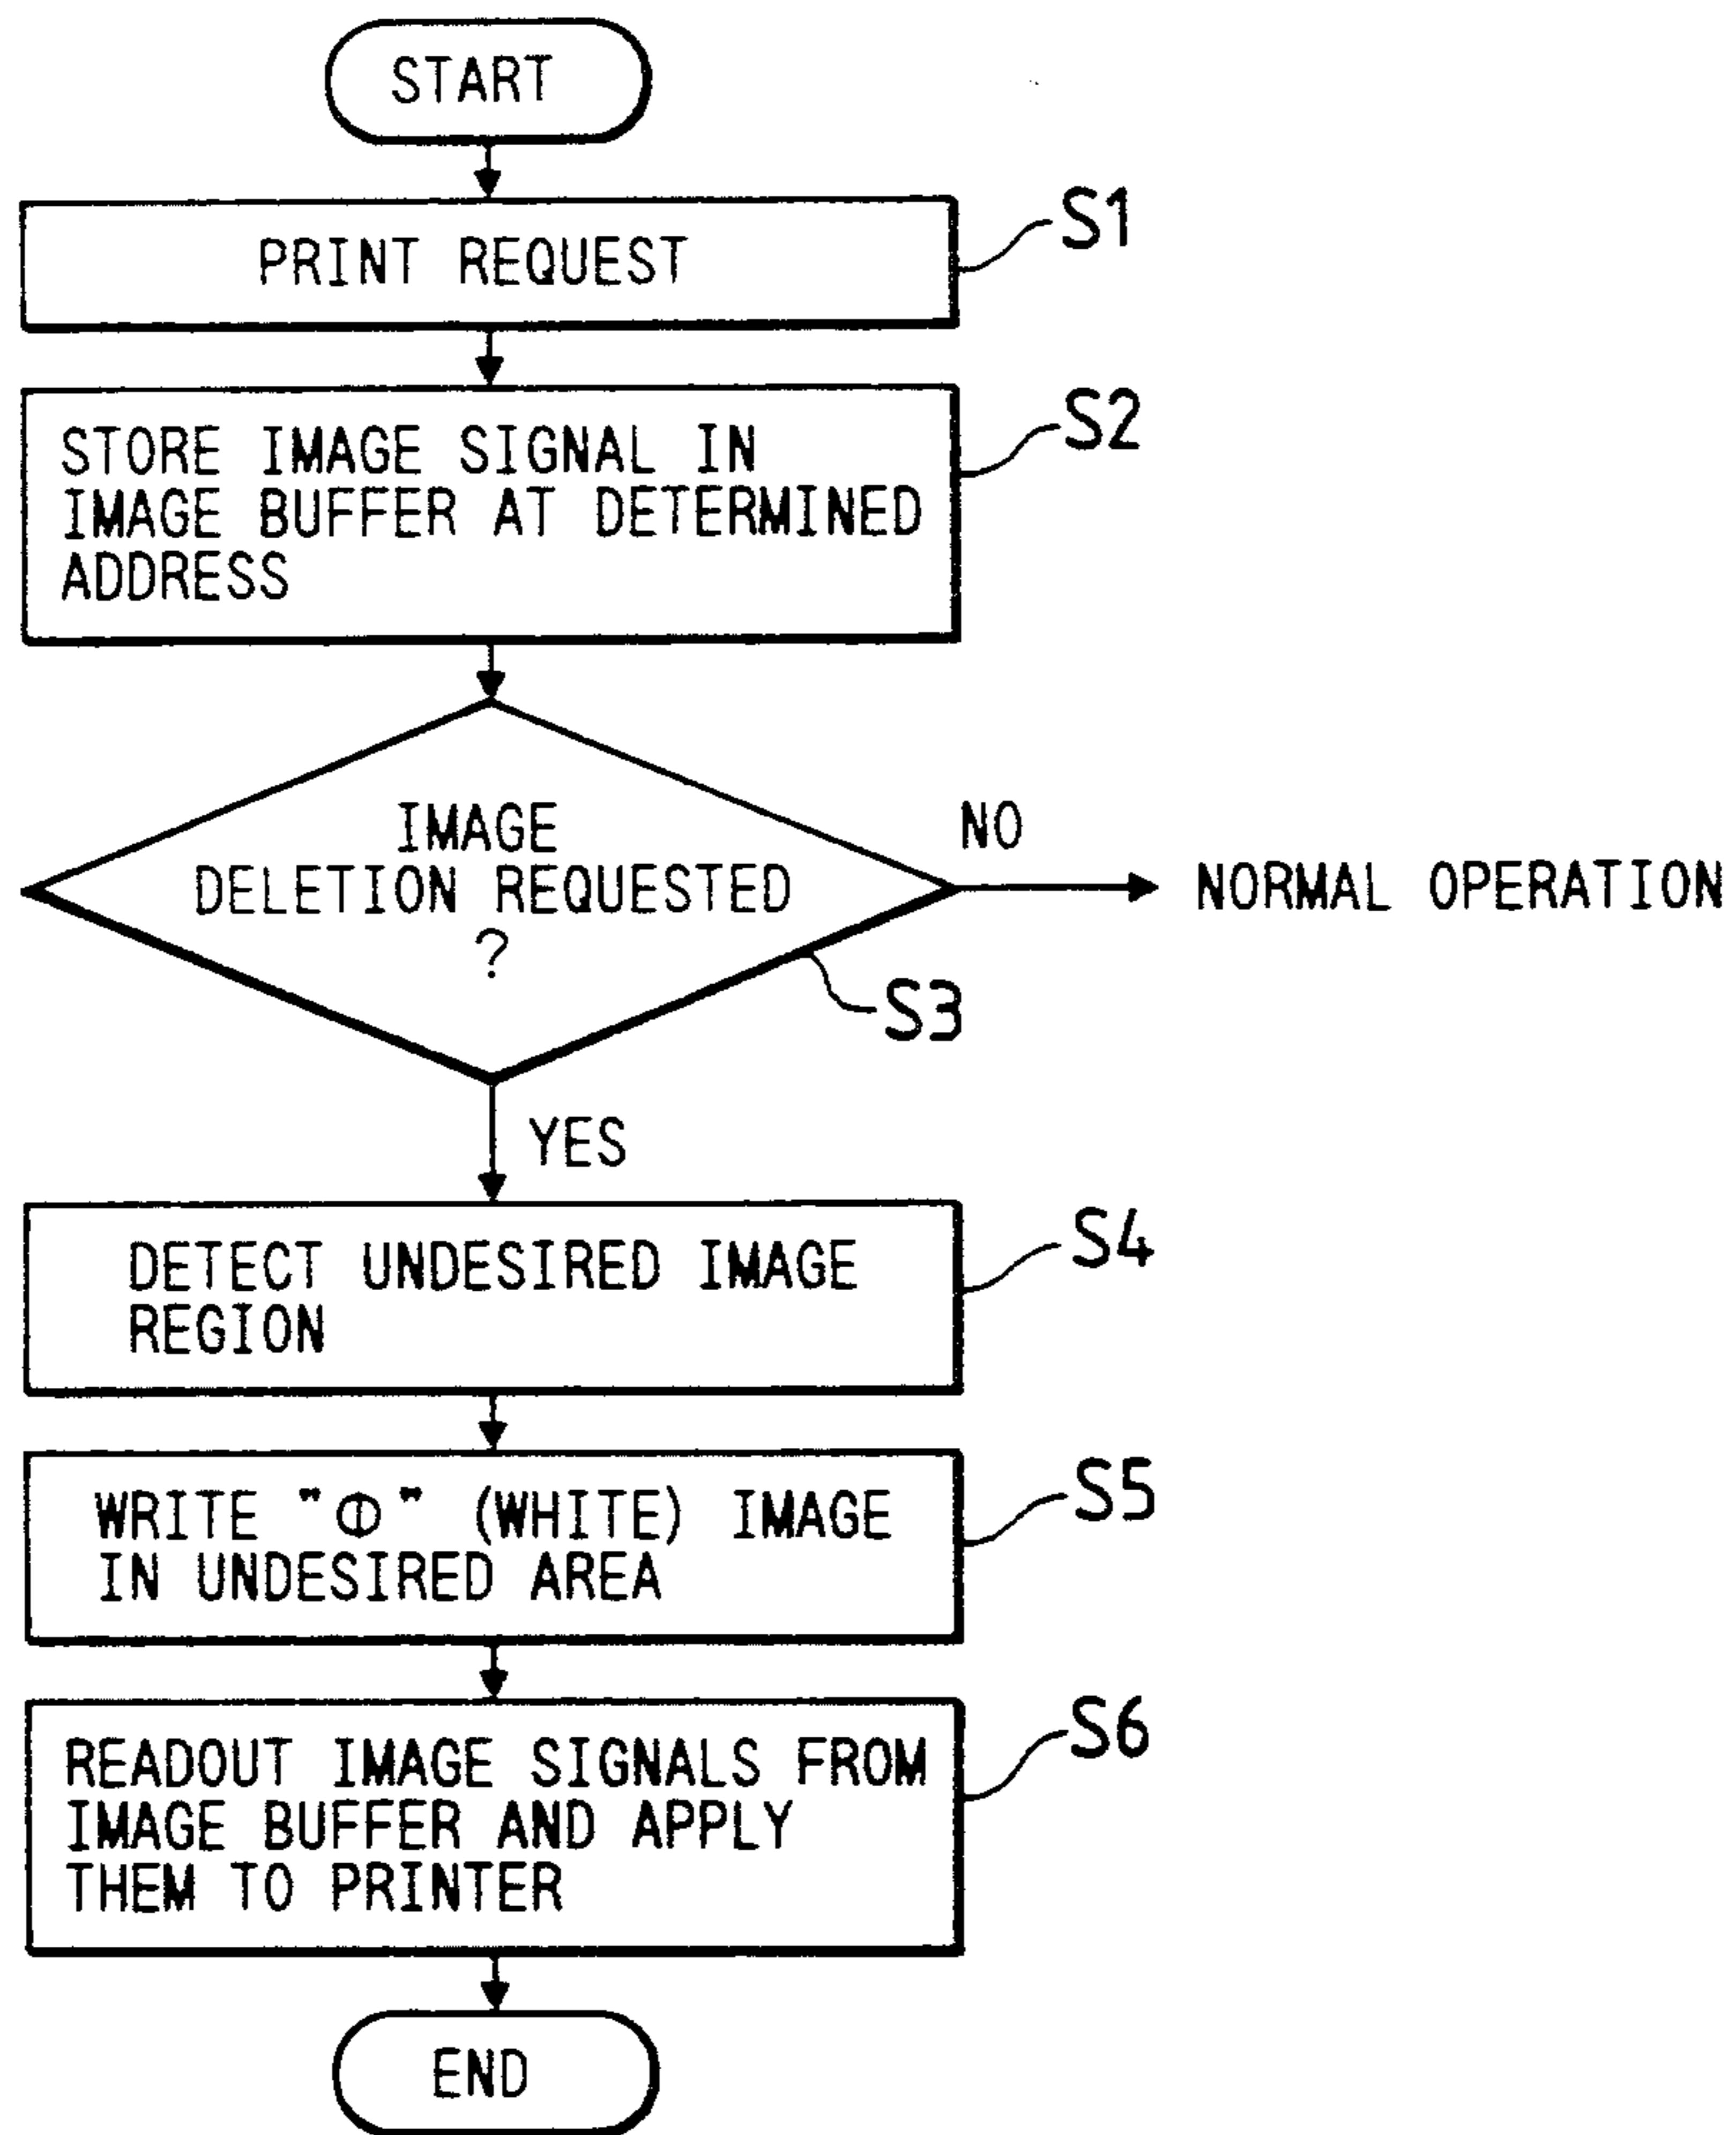 START
PRINT REQUEST
S1
STORE IMAGE SIGNAL IN
IMAGE BUFFER AT DETERMINED
ADDRESS
S2
IMAGE
DELETION REQUESTED
?
NO
NORMAL OPERATION
S3
YES
DETECT UNDESIRED IMAGE
REGION
S4
WRITE "Φ" (WHITE) IMAGE
IN UNDESIRED AREA
S5
READOUT IMAGE SIGNALS FROM
IMAGE BUFFER AND APPLY
THEM TO PRINTER
S6
END